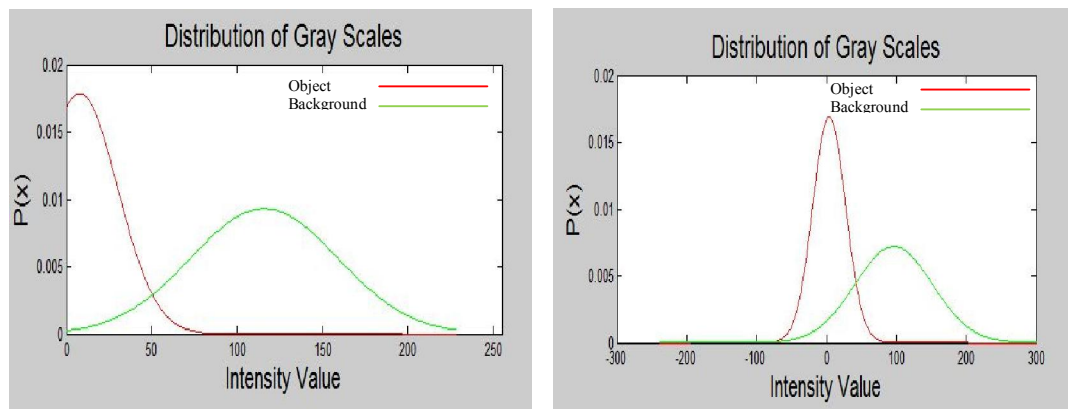 Distribution of Gray Scales
0.02
0.015
0.01
0.005
0
P(x)
Object
Background
0 50 100 150 200 250
Intensity Value
Distribution of Gray Scales
0.02
0.015
0.01
0.005
0
P(x)
Object
Background
-300 -200 -100 0 100 200 300
Intensity Value